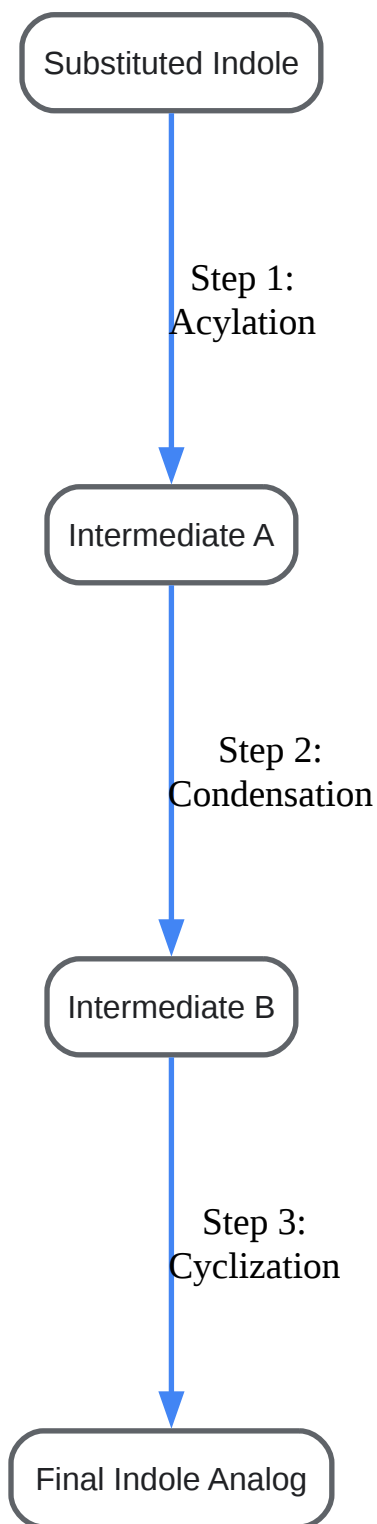 Substituted Indole
Step 1:
Acylation
Intermediate A
Step 2:
Condensation
Intermediate B
Step 3:
Cyclization
Final Indole Analog